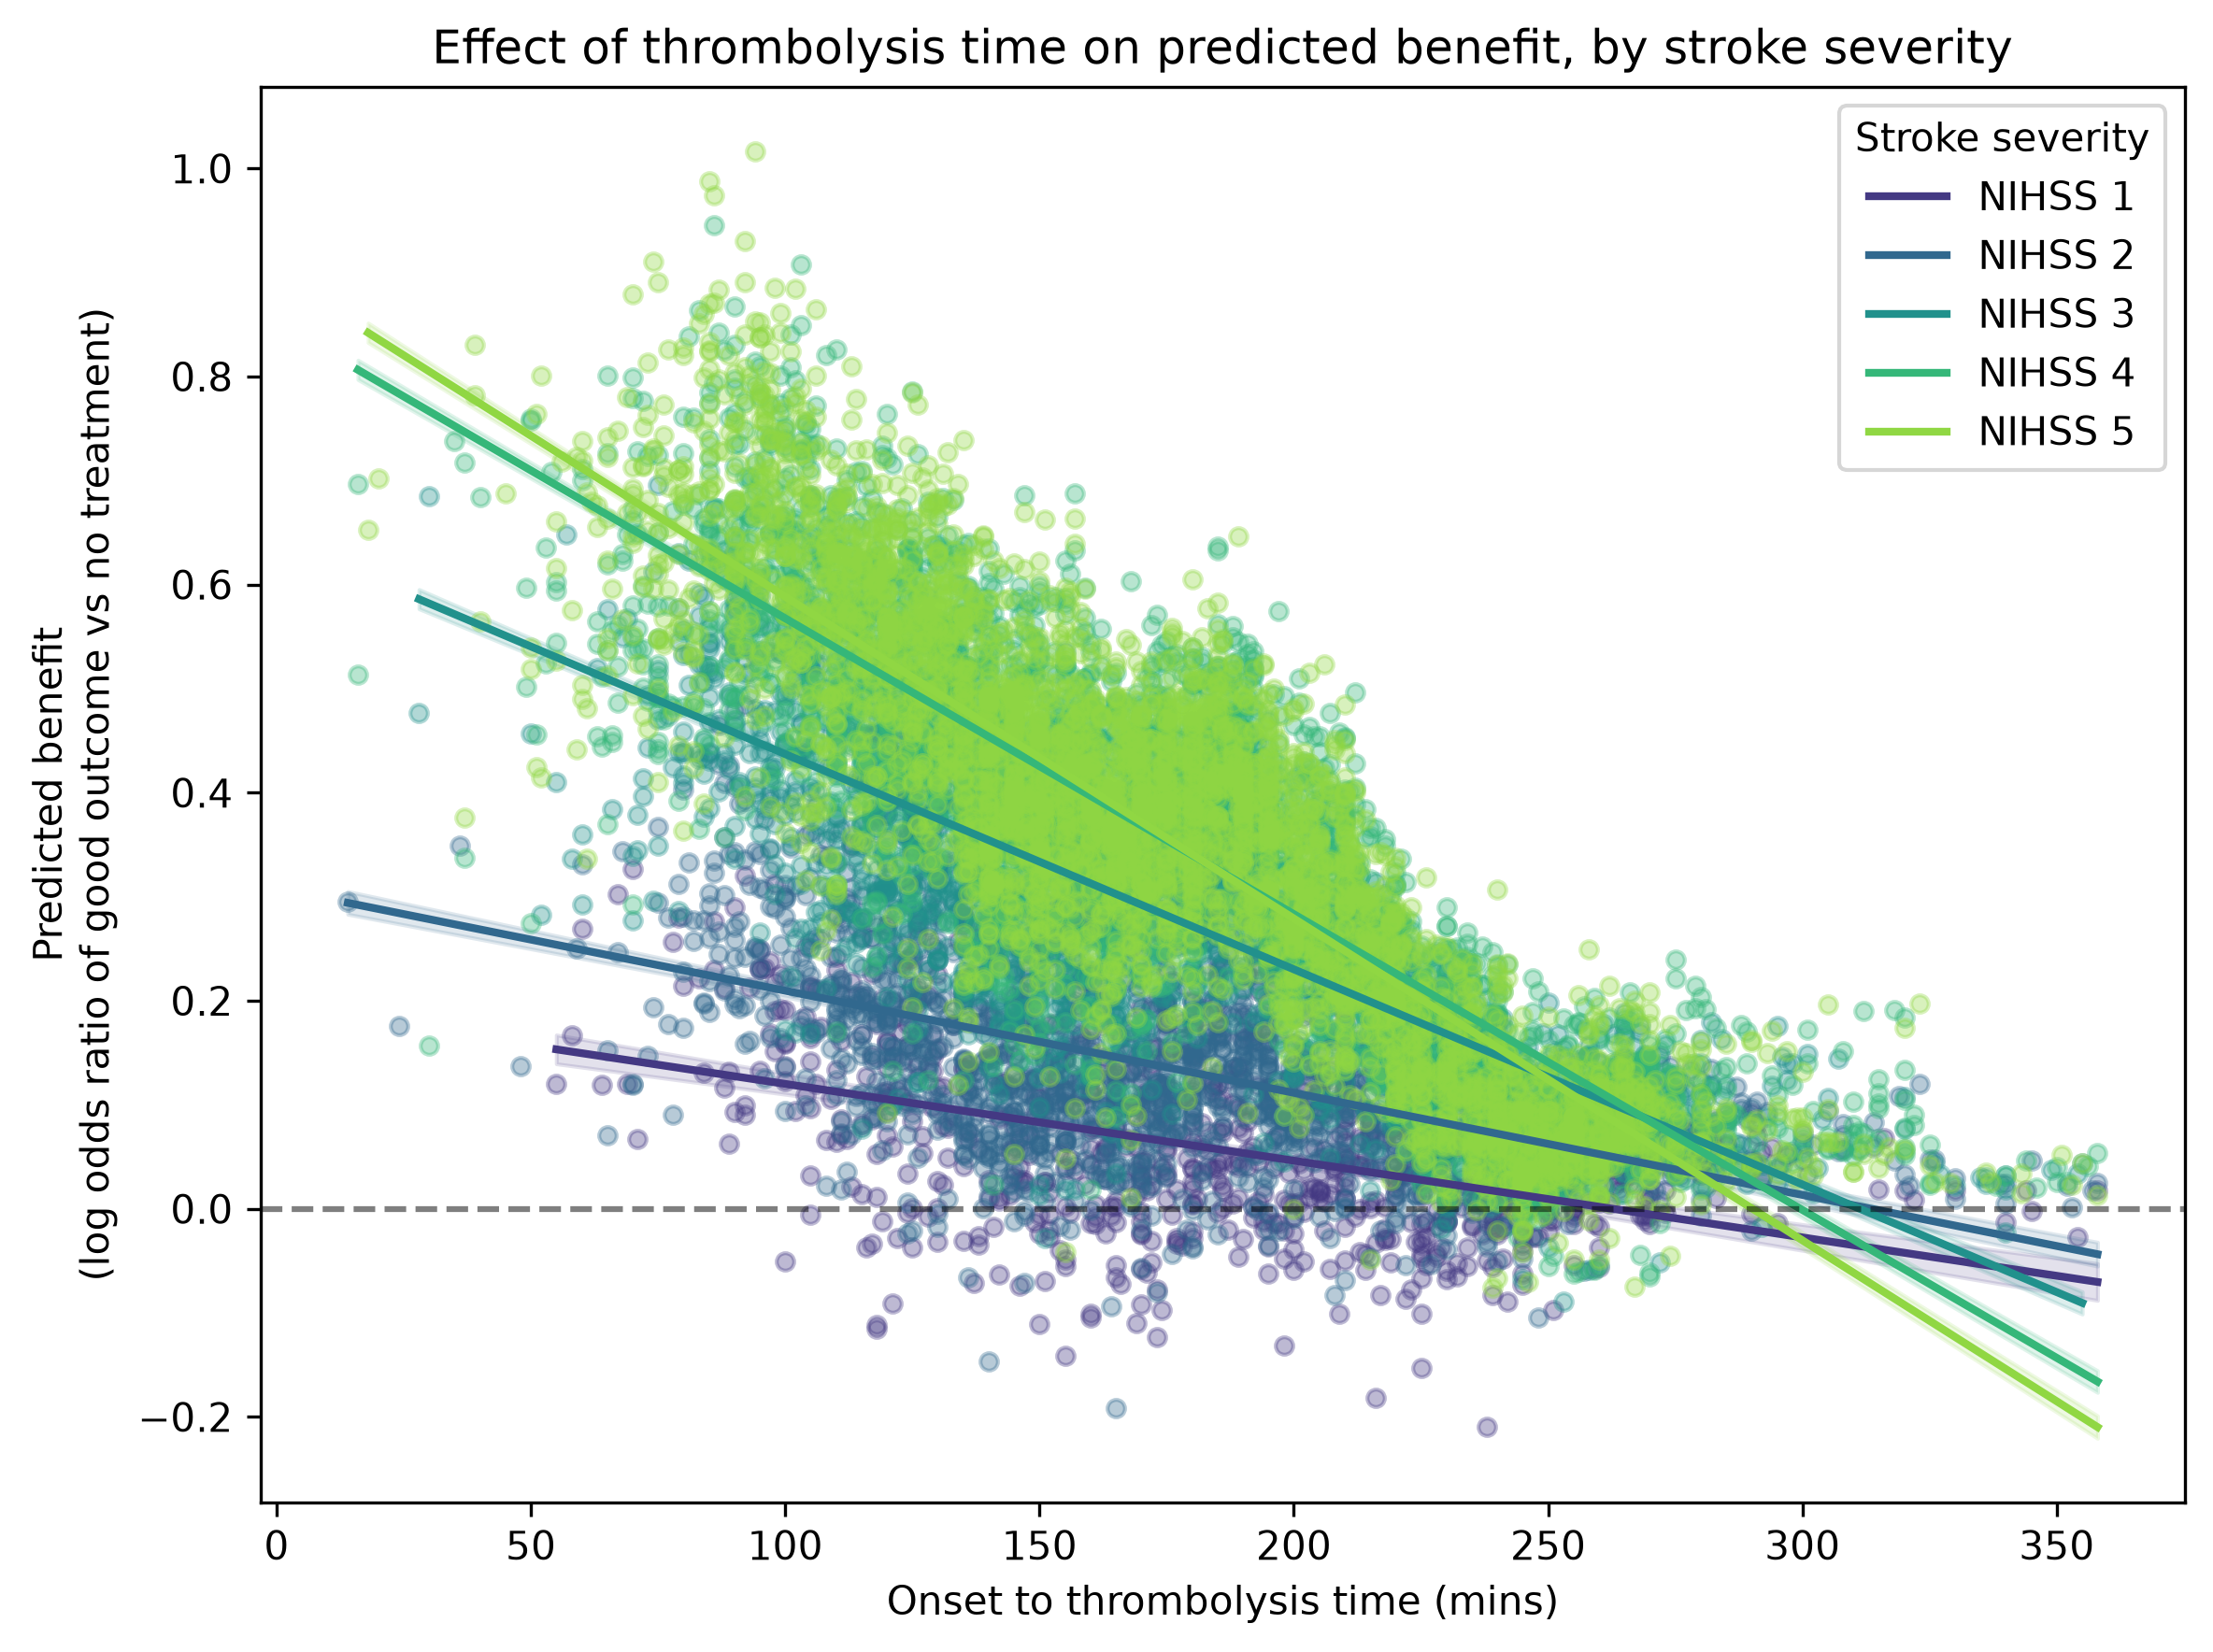 Effect of thrombolysis time on predicted benefit, by stroke severity
Predicted benefit
(log odds ratio of good outcome vs no treatment)
1.0
0.8
0.6
0.4
0.2
0.0
−0.2
Stroke severity
NIHSS 1
NIHSS 2
NIHSS 3
NIHSS 4
NIHSS 5
0 50 100 150 200 250 300 350
Onset to thrombolysis time (mins)